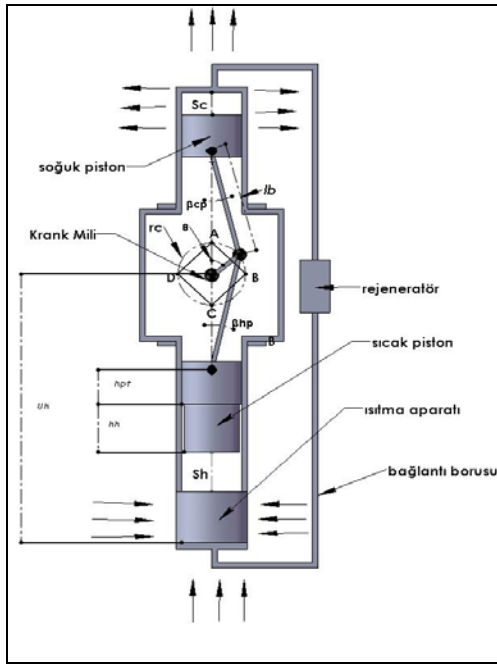 Sc
soğuk piston
lb
βcp
Krank Mili
rc
θ
A
D
B
C
rejeneratör
βhp
B
sıcak piston
hpt
ısıtma aparatı
hh
Sh
bağlantı borusu